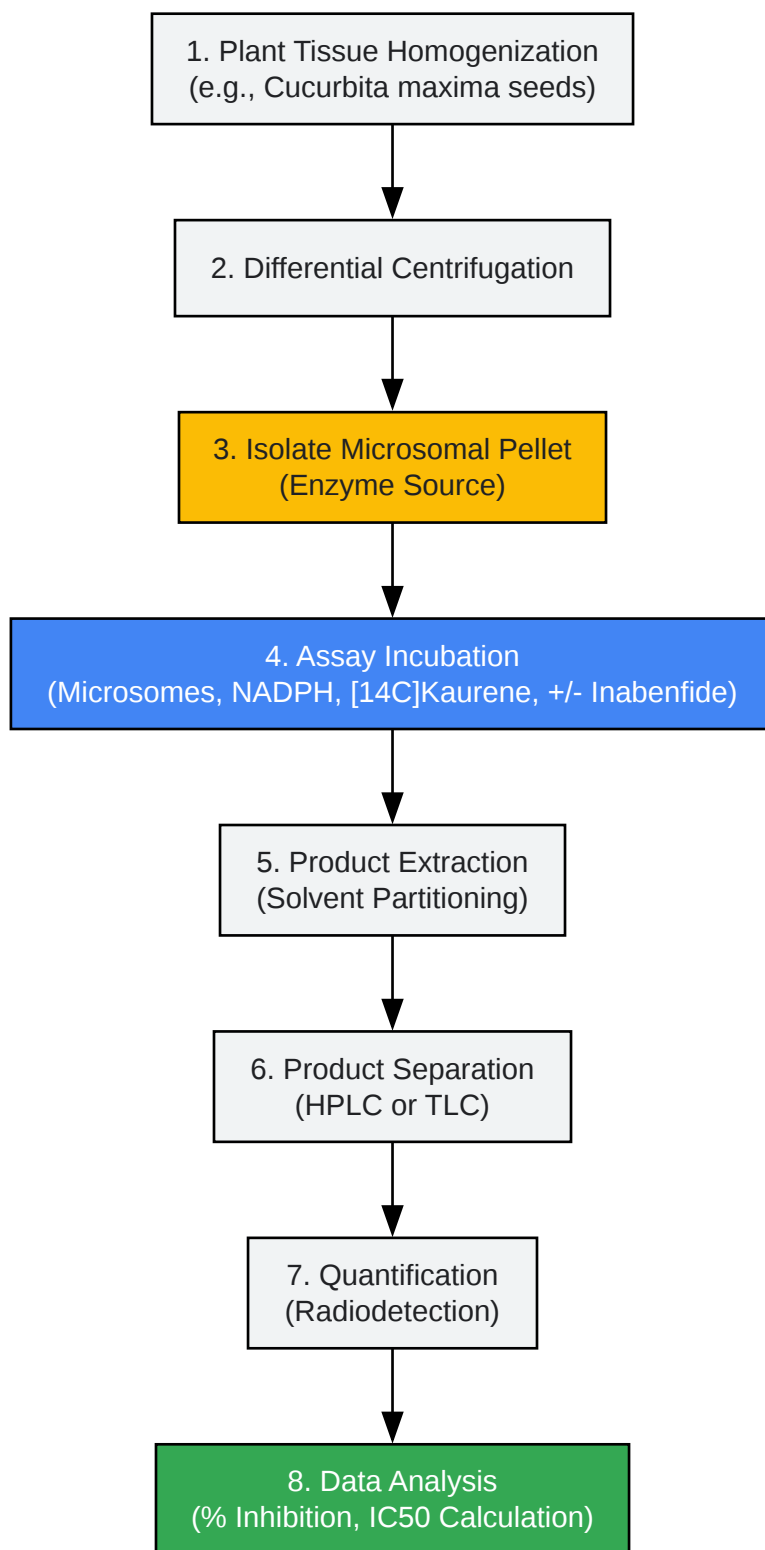 1. Plant Tissue Homogenization
(e.g., Cucurbita maxima seeds)
2. Differential Centrifugation
3. Isolate Microsomal Pellet
(Enzyme Source)
4. Assay Incubation
(Microsomes, NADPH, [14C]Kaurene, +/- Inabenfide)
5. Product Extraction
(Solvent Partitioning)
6. Product Separation
(HPLC or TLC)
7. Quantification
(Radiodetection)
8. Data Analysis
(% Inhibition, IC50 Calculation)